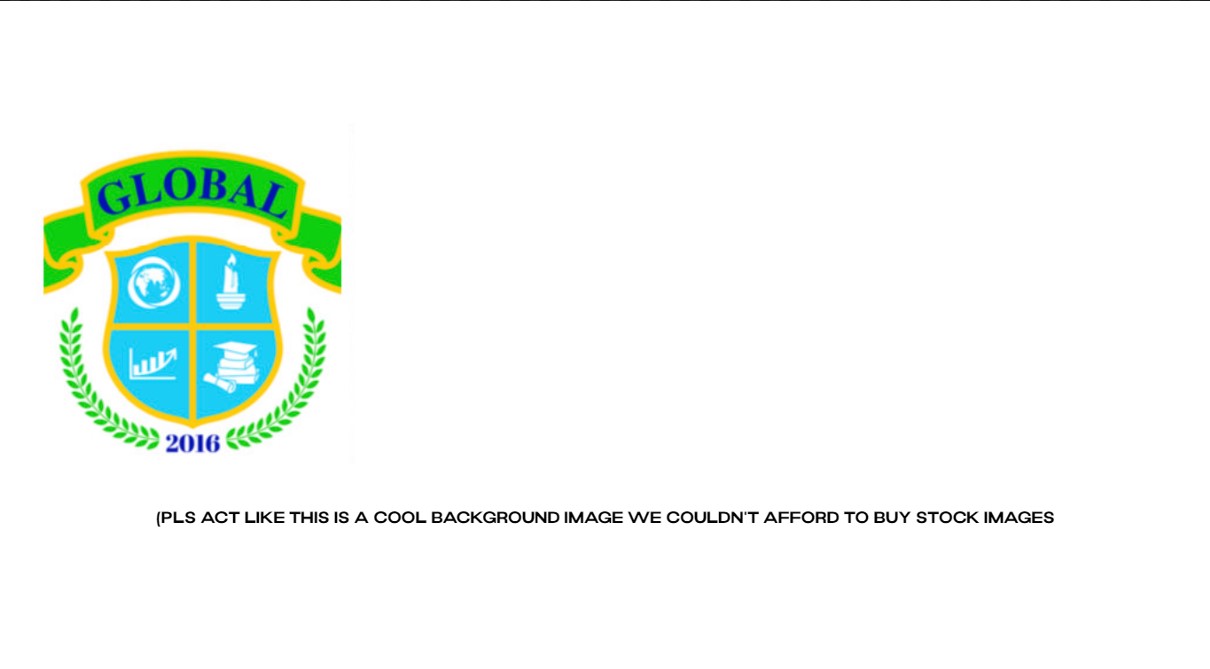 GLOBAL
2016
(PLS ACT LIKE THIS IS A COOL BACKGROUND IMAGE WE COULDN'T AFFORD TO BUY STOCK IMAGES